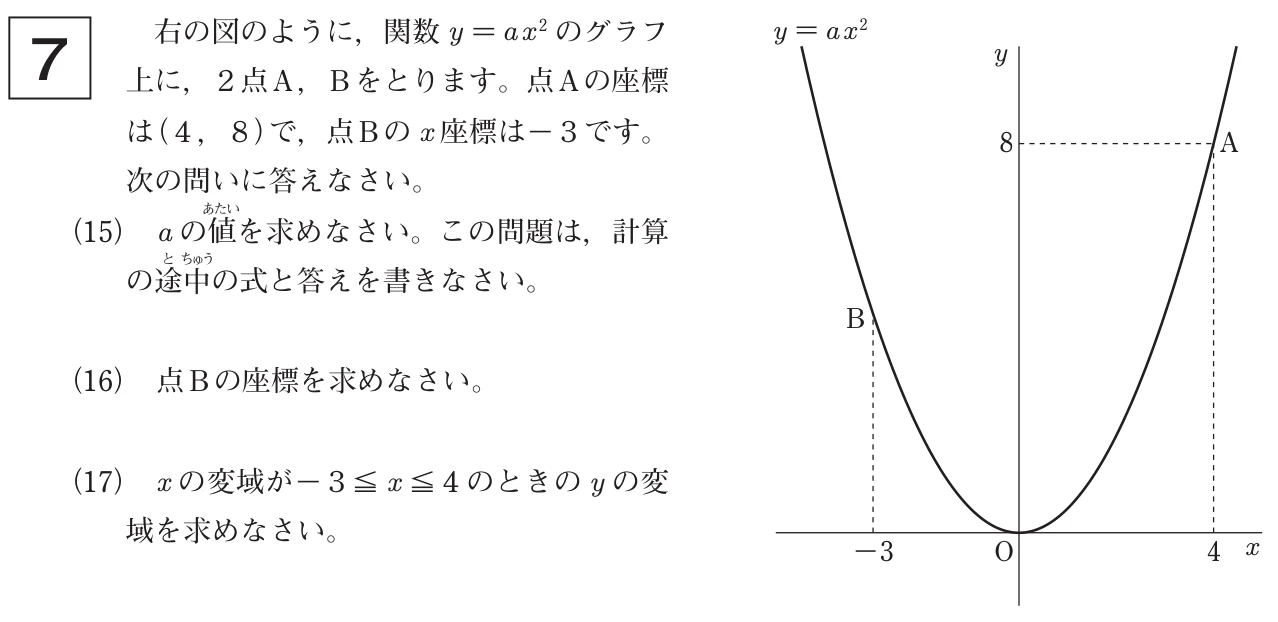 7
右の図のように，関数 y＝ax² のグラフ
上に，２点A，Bをとります。点Aの座標
は(４，８)で，点Bの x 座標は－３です。
次の問いに答えなさい。
あたい
(15)　a の値を求めなさい。この問題は，計算
と ちゅう
の途中の式と答えを書きなさい。
(16)　点Bの座標を求めなさい。
(17)　x の変域が－３≦ x ≦４のときの y の変
域を求めなさい。
y＝ax²
y
8
A
B
－3
O
4
x